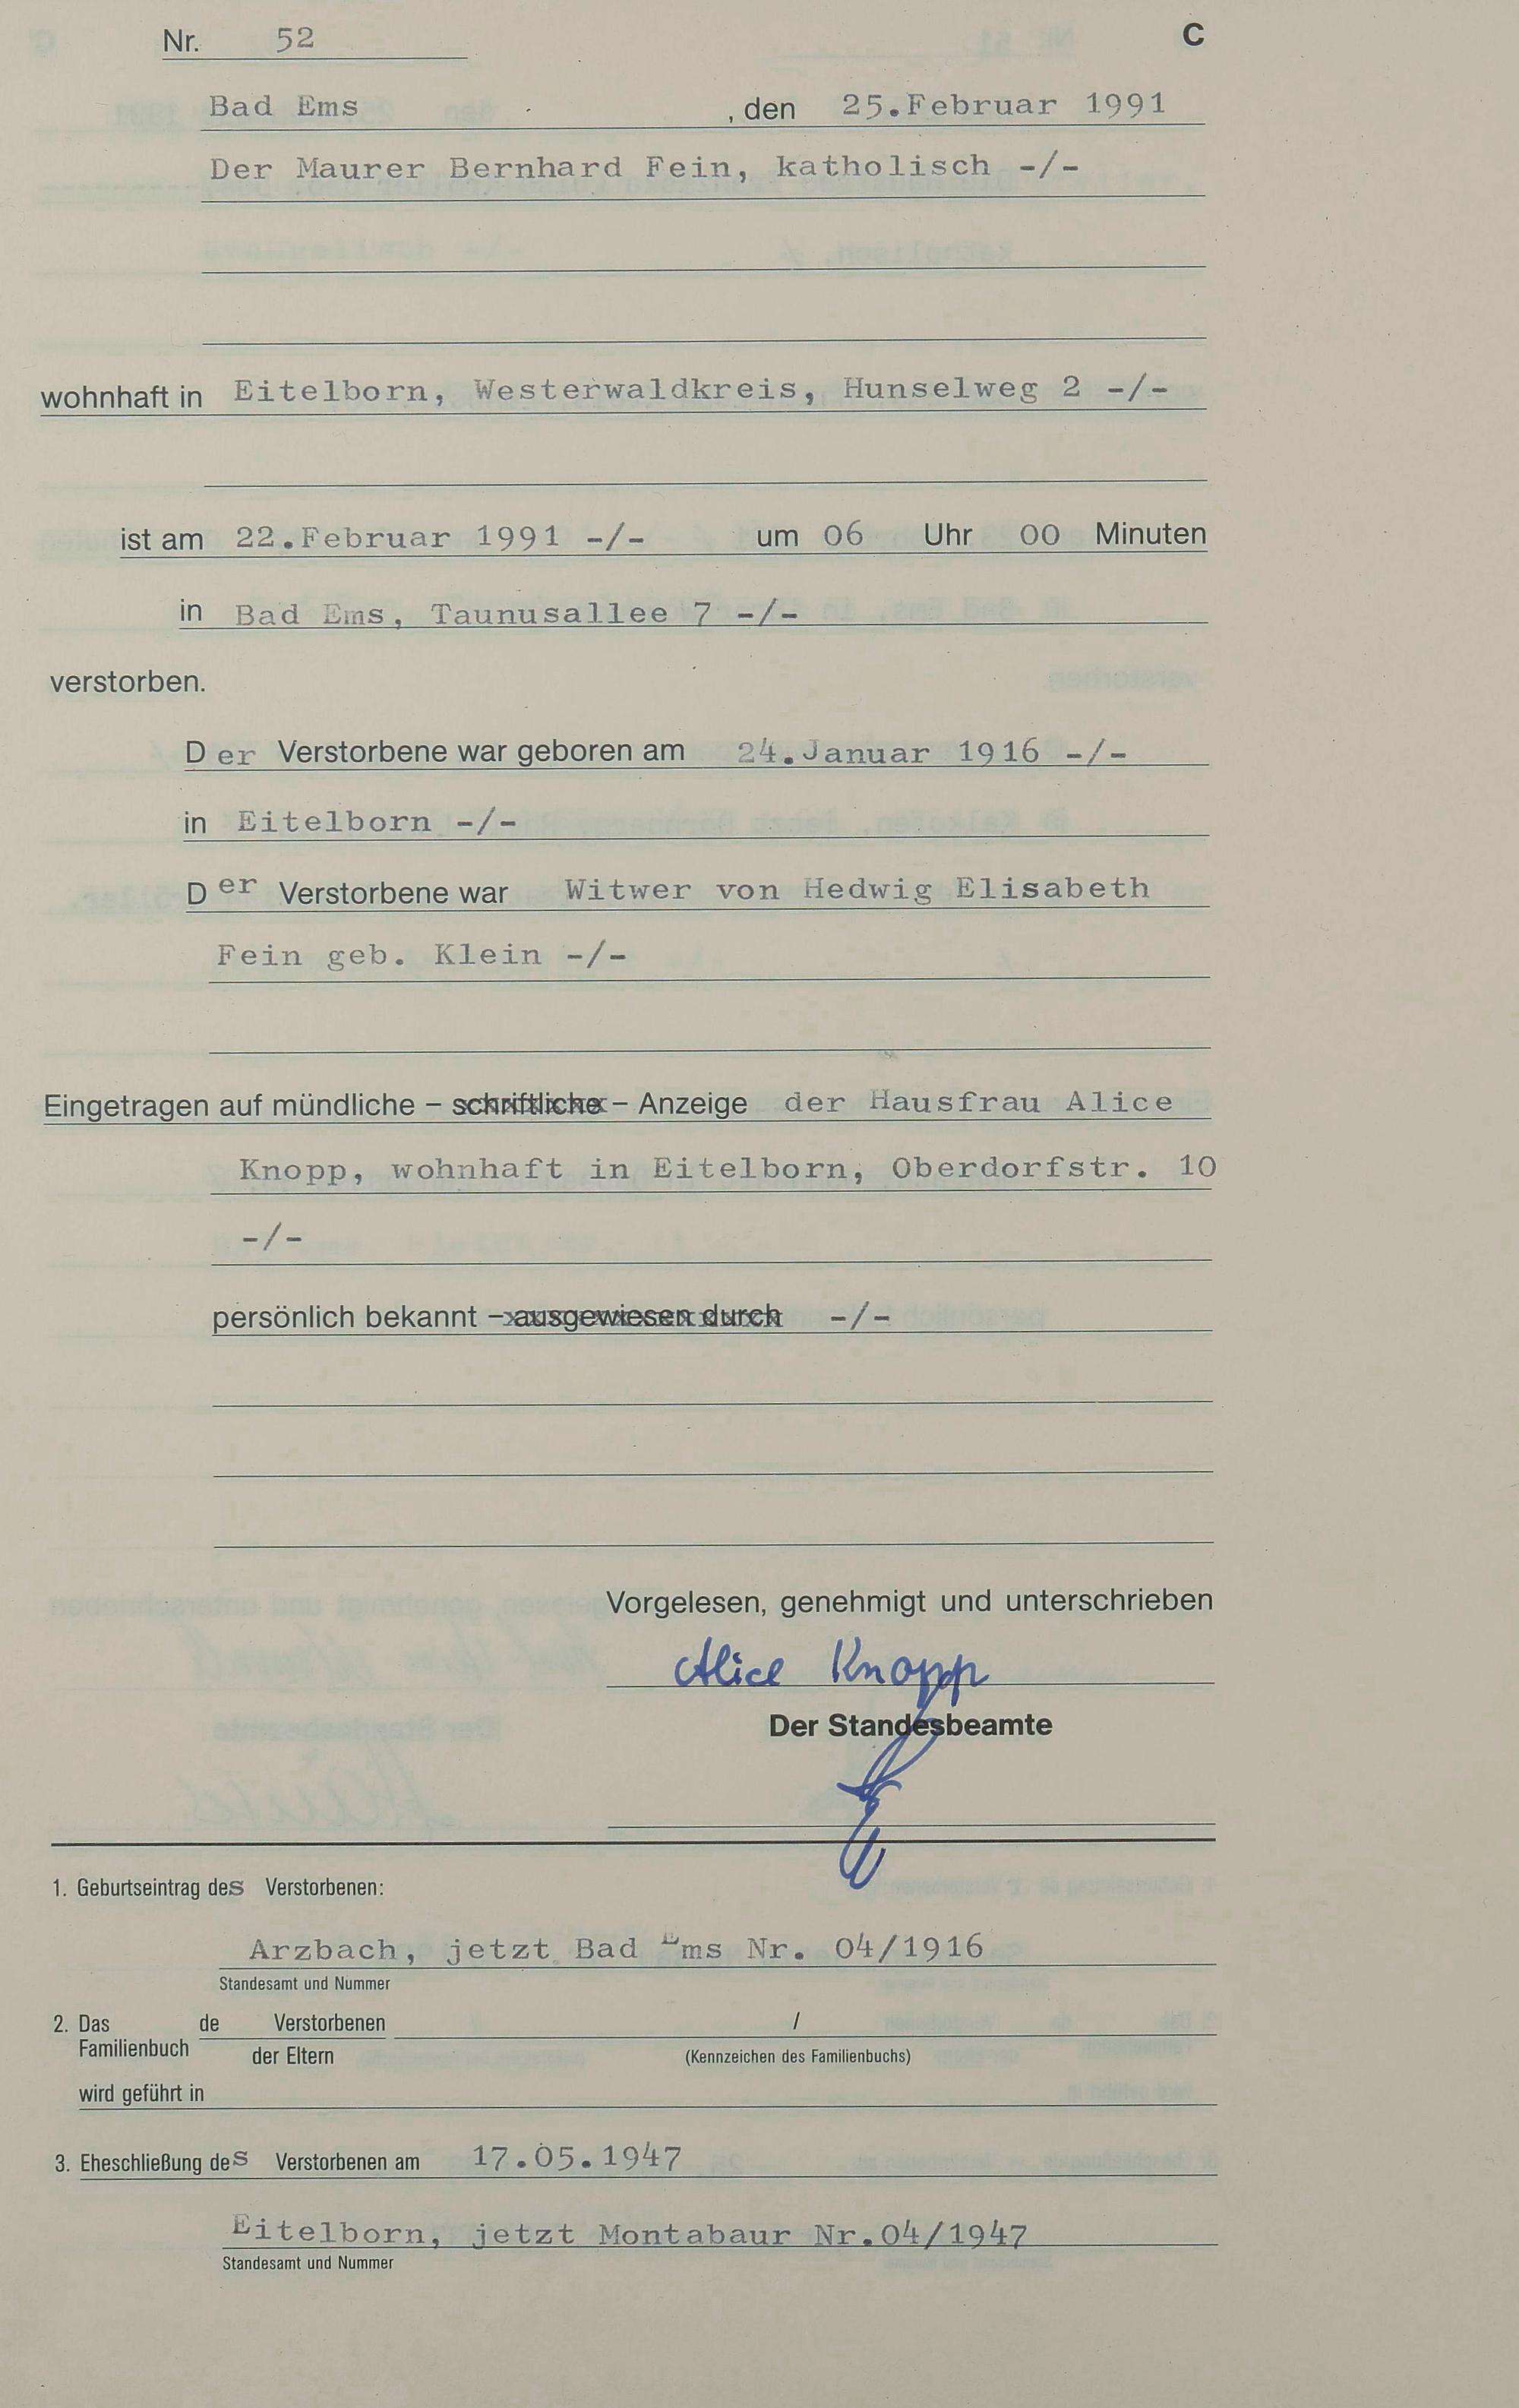 Nr. 52 C
Bad Ems , den 25.Februar 1991
Der Maurer Bernhard Fein, katholisch -/-
wohnhaft in Eitelborn, Westerwaldkreis, Hunselweg 2 -/-
ist am 22.Februar 1991 -/- um 06 Uhr 00 Minuten
in Bad Ems, Taunusallee 7 -/-
verstorben.
Der Verstorbene war geboren am 24.Januar 1916 -/-
in Eitelborn -/-
Der Verstorbene war Witwer von Hedwig Elisabeth
Fein geb. Klein -/-
Eingetragen auf mündliche – schriftliche – Anzeige der Hausfrau Alice
Knopp, wohnhaft in Eitelborn, Oberdorfstr. 10
-/-
persönlich bekannt – ausgewiesen durch -/-
Vorgelesen, genehmigt und unterschrieben
Alice Knopp
Der Standesbeamte
1. Geburtseintrag des Verstorbenen:
Arzbach, jetzt Bad Ems Nr. 04/1916
Standesamt und Nummer
2. Das de Verstorbenen /
Familienbuch der Eltern (Kennzeichen des Familienbuchs)
wird geführt in
3. Eheschließung des Verstorbenen am 17.05.1947
Eitelborn, jetzt Montabaur Nr.04/1947
Standesamt und Nummer